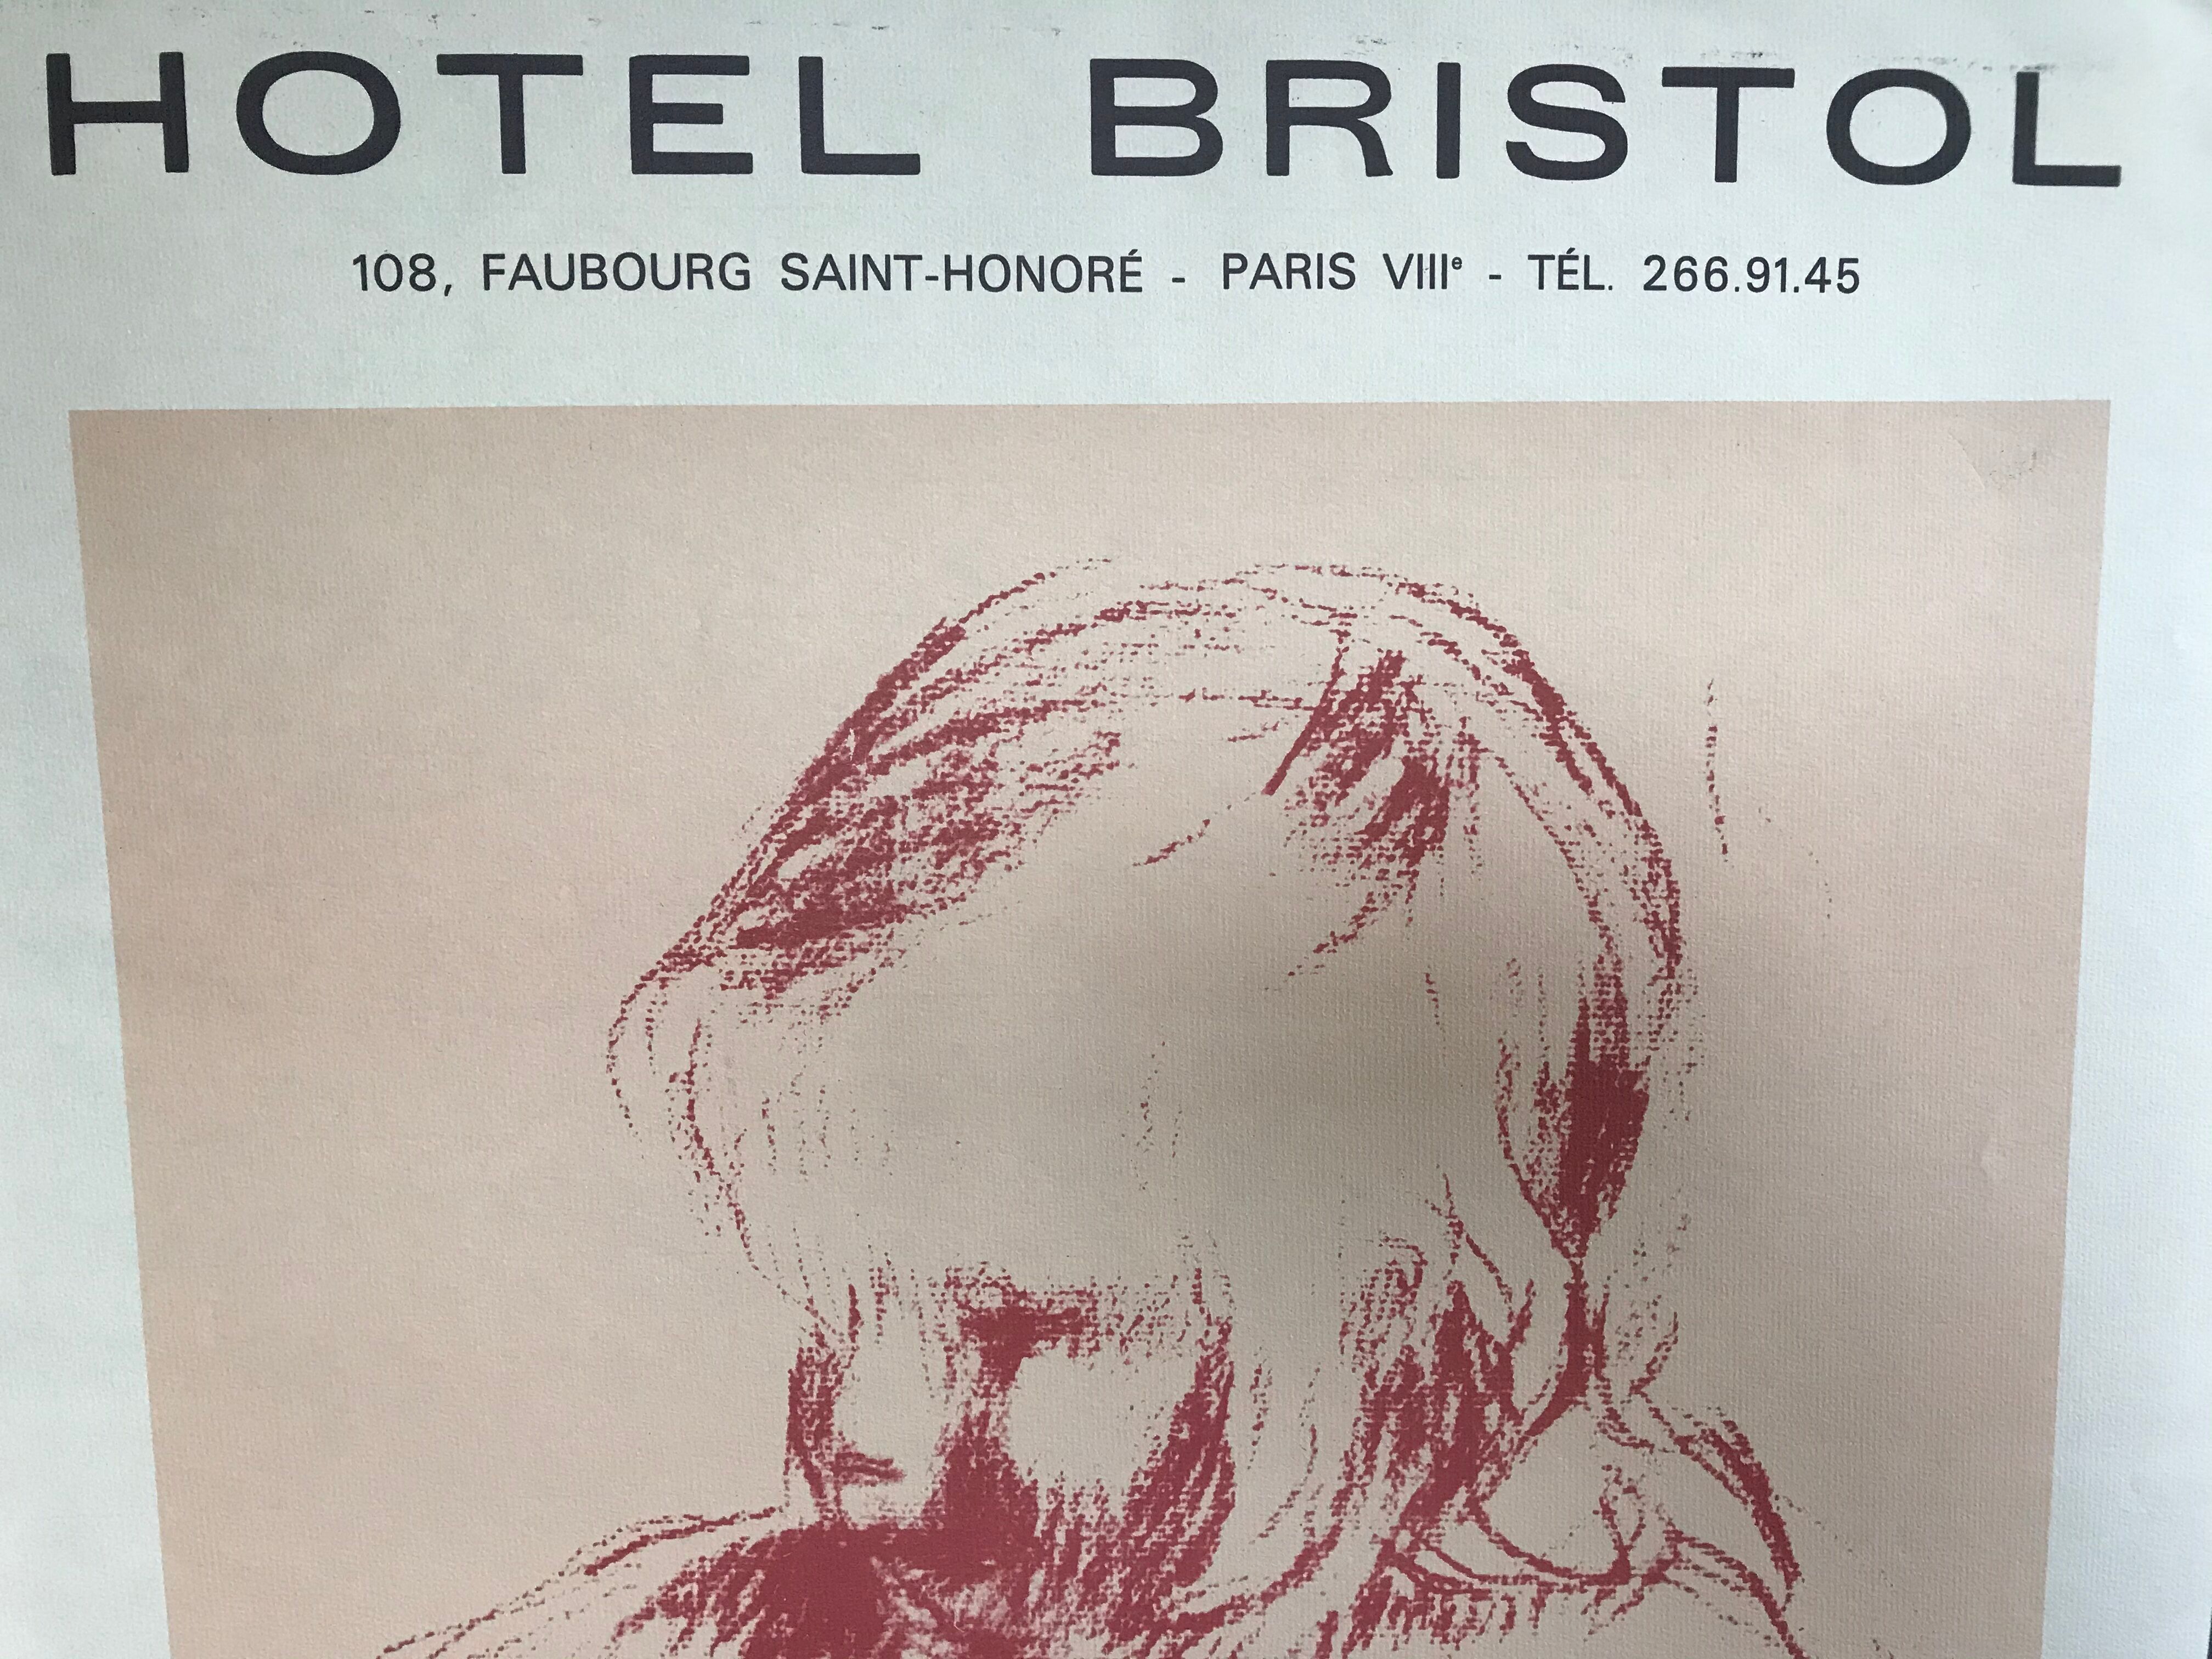 HOTEL BRISTOL
108, FAUBOURG SAINT-HONORÉ - PARIS VIIIᵉ - TÉL. 266.91.45